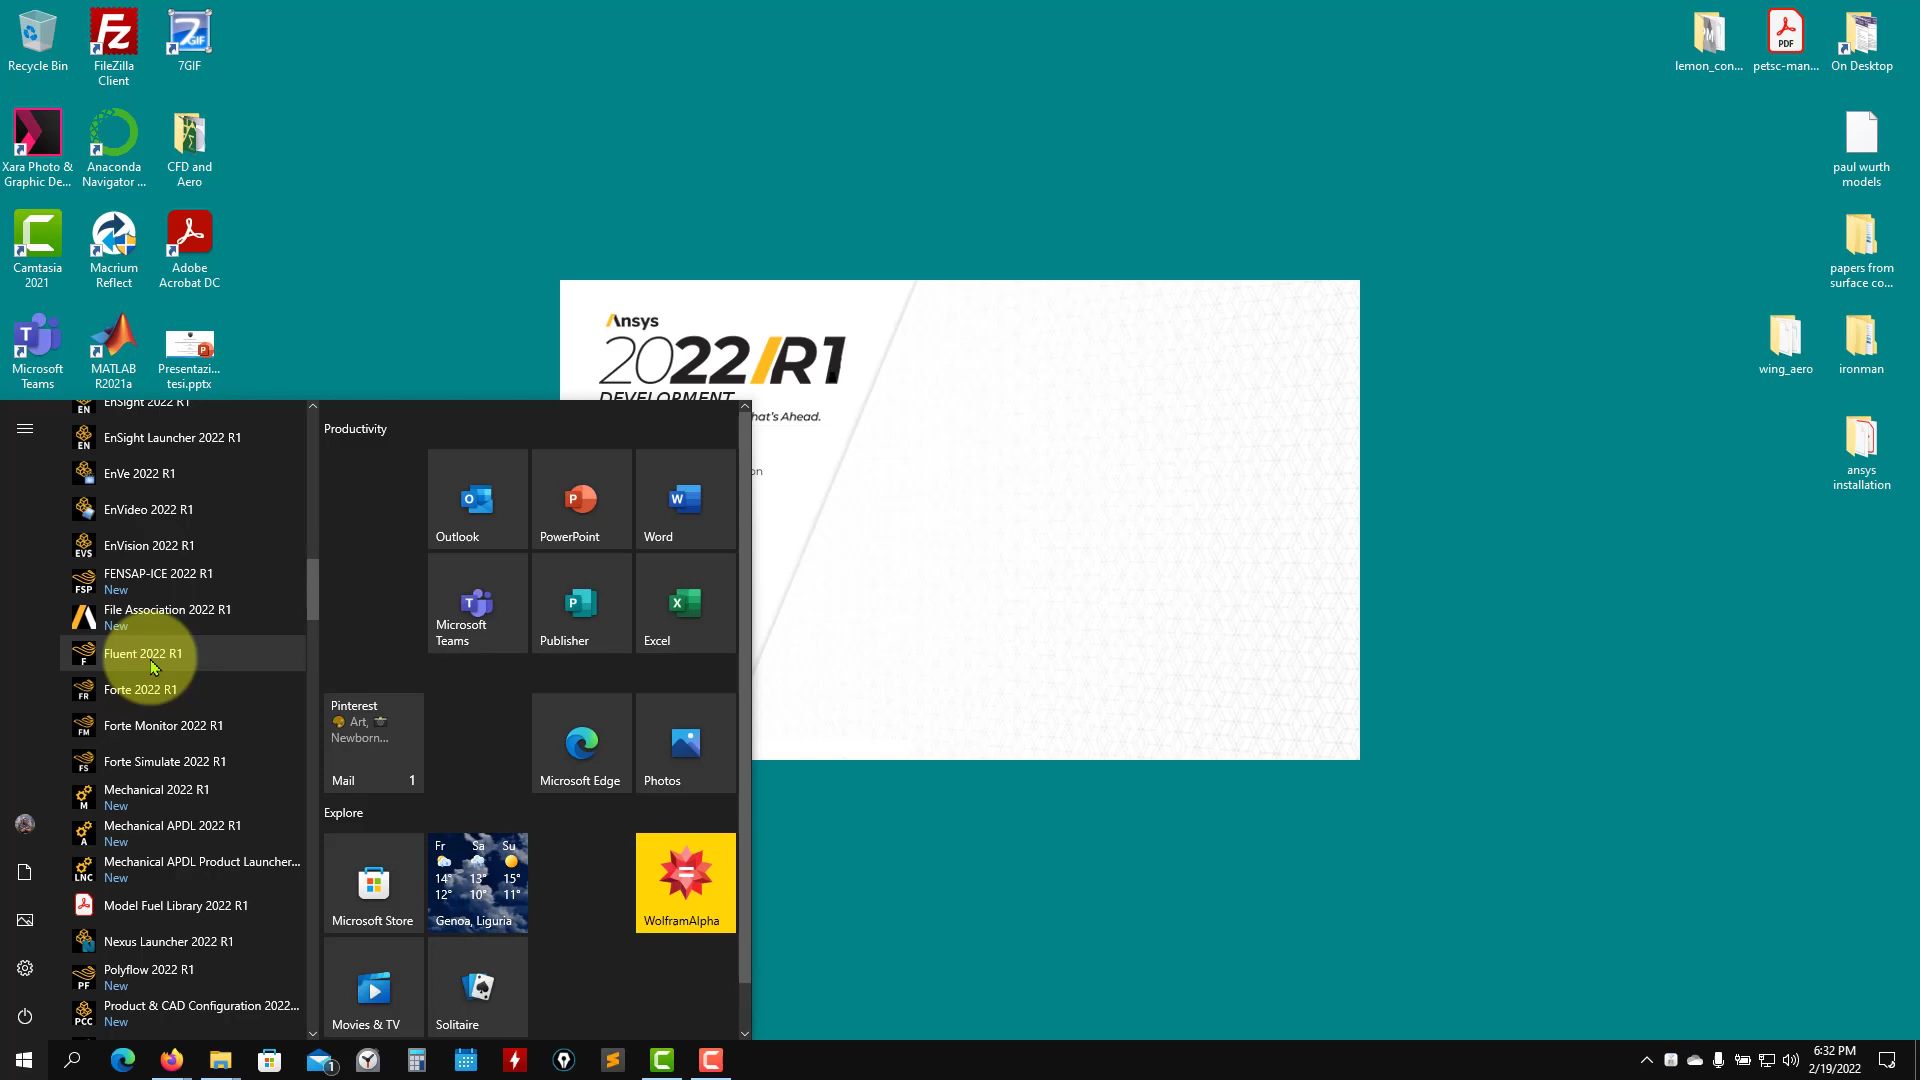 Recycle Bin
FileZilla
Client
7GIF
lemon_con...
petsc-man...
On Desktop
Xara Photo &
Graphic De...
Anaconda
Navigator ...
CFD and
Aero
paul wurth
models
Camtasia
2021
Macrium
Reflect
Adobe
Acrobat DC
papers from
surface co...
Microsoft
Teams
MATLAB
R2021a
Presentazi...
tesi.pptx
wing_aero
ironman
ansys
installation
Ansys
2022/R1
DEVELOPMENT
hat's Ahead.
on
EnSight 2022 R1
EnSight Launcher 2022 R1
EnVe 2022 R1
EnVideo 2022 R1
EnVision 2022 R1
FENSAP-ICE 2022 R1
New
File Association 2022 R1
New
Fluent 2022 R1
Forte 2022 R1
Forte Monitor 2022 R1
Forte Simulate 2022 R1
Mechanical 2022 R1
New
Mechanical APDL 2022 R1
New
Mechanical APDL Product Launcher...
New
Model Fuel Library 2022 R1
Nexus Launcher 2022 R1
Polyflow 2022 R1
New
Product & CAD Configuration 2022...
New
Productivity
Outlook
PowerPoint
Word
Microsoft
Teams
Publisher
Excel
Pinterest
Art,
Newborn...
Mail 1
Microsoft Edge
Photos
Explore
Microsoft Store
Fr Sa Su
14° 13° 15°
12° 10° 11°
Genoa, Liguria
WolframAlpha
Movies & TV
Solitaire
6:32 PM
2/19/2022